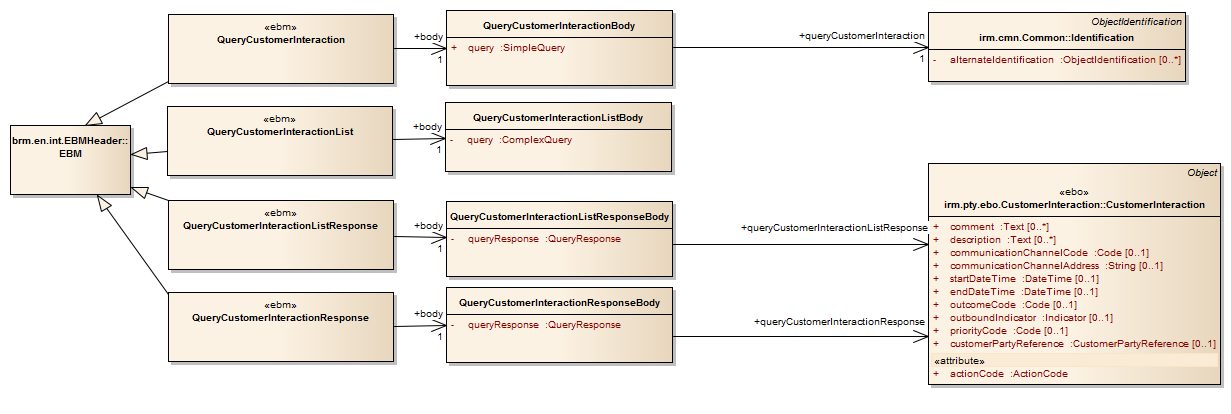 «ebm»
QueryCustomerInteraction
+body
1
QueryCustomerInteractionBody
+ query :SimpleQuery
+queryCustomerInteraction
1
ObjectIdentification
irm.cmn.Common::Identification
- alternateIdentification :ObjectIdentification [0..*]
brm.en.int.EBMHeader::
EBM
«ebm»
QueryCustomerInteractionList
+body
1
QueryCustomerInteractionListBody
- query :ComplexQuery
«ebm»
QueryCustomerInteractionListResponse
+body
1
QueryCustomerInteractionListResponseBody
- queryResponse :QueryResponse
+queryCustomerInteractionListResponse
«ebm»
QueryCustomerInteractionResponse
+body
1
QueryCustomerInteractionResponseBody
- queryResponse :QueryResponse
+queryCustomerInteractionResponse
Object
«ebo»
irm.pty.ebo.CustomerInteraction::CustomerInteraction
+ comment :Text [0..*]
+ description :Text [0..*]
+ communicationChannelCode :Code [0..1]
+ communicationChannelAddress :String [0..1]
+ startDateTime :DateTime [0..1]
+ endDateTime :DateTime [0..1]
+ outcomeCode :Code [0..1]
+ outboundIndicator :Indicator [0..1]
+ priorityCode :Code [0..1]
+ customerPartyReference :CustomerPartyReference [0..1]
«attribute»
+ actionCode :ActionCode